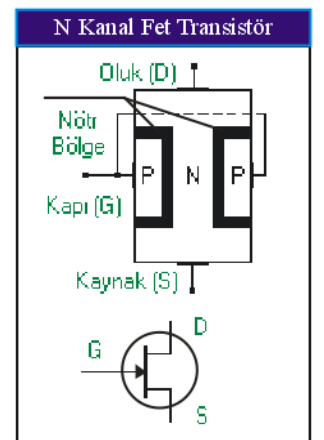 N Kanal Fet Transistör
Oluk (D)
Nötr
Bölge
P N P
Kapı (G)
Kaynak (S)
D
G
S